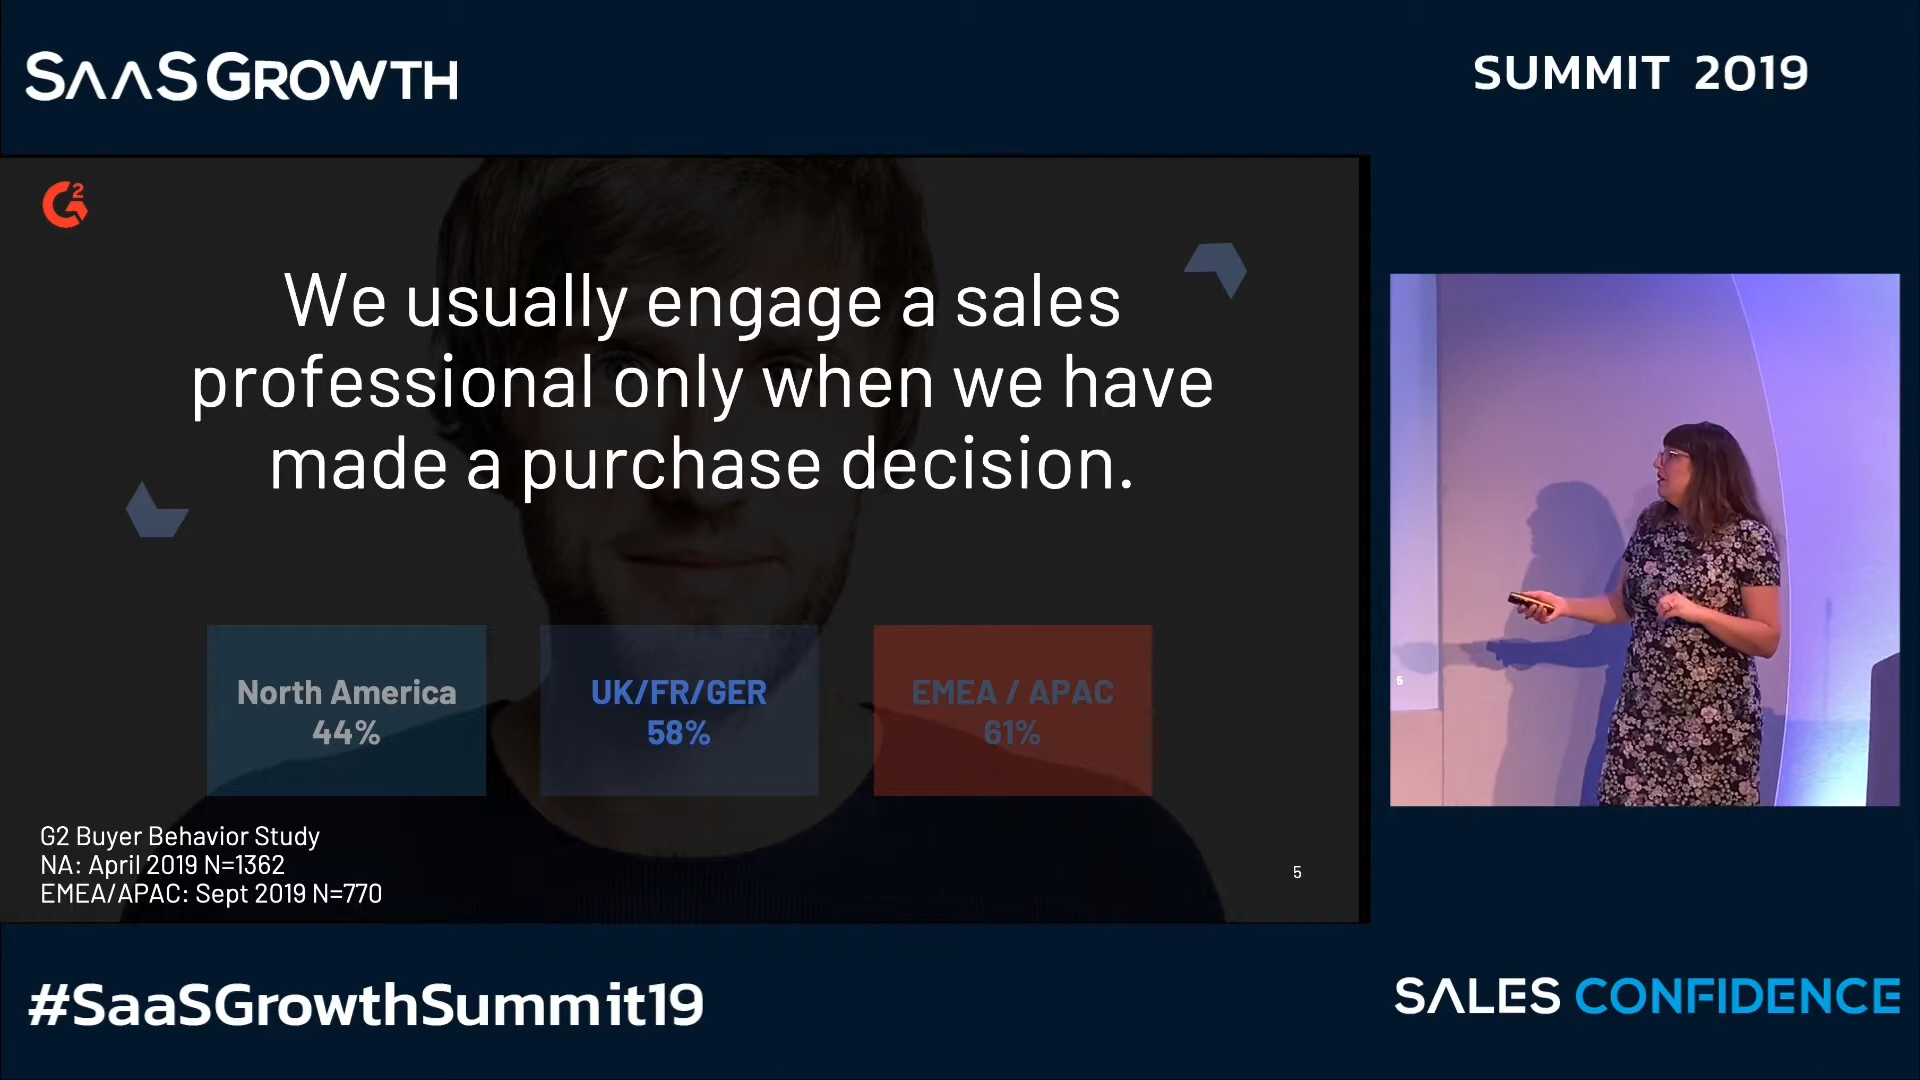 SAAS GROWTH
SUMMIT 2019
G2
We usually engage a sales
professional only when we have
made a purchase decision.
North America
44%
UK/FR/GER
58%
EMEA / APAC
61%
G2 Buyer Behavior Study
NA: April 2019 N=1362
EMEA/APAC: Sept 2019 N=770
5
5
#SaaSGrowthSummit19
SALES CONFIDENCE